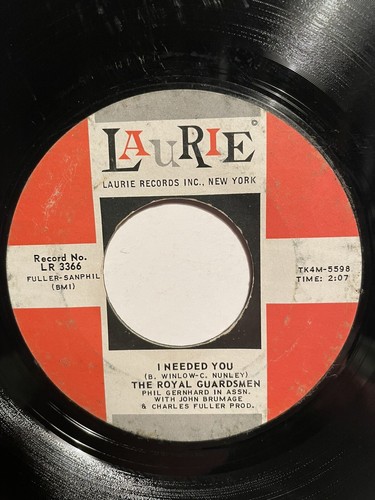 LAuRIE®
LAURIE RECORDS INC., NEW YORK
Record No.
LR 3366
FULLER-SANPHIL
(BMI)
TK4M-5598
TIME: 2:07
I NEEDED YOU
(B. WINLOW-C. NUNLEY)
THE ROYAL GUARDSMEN
PHIL GERNHARD IN ASSN.
WITH JOHN BRUMAGE
& CHARLES FULLER PROD.